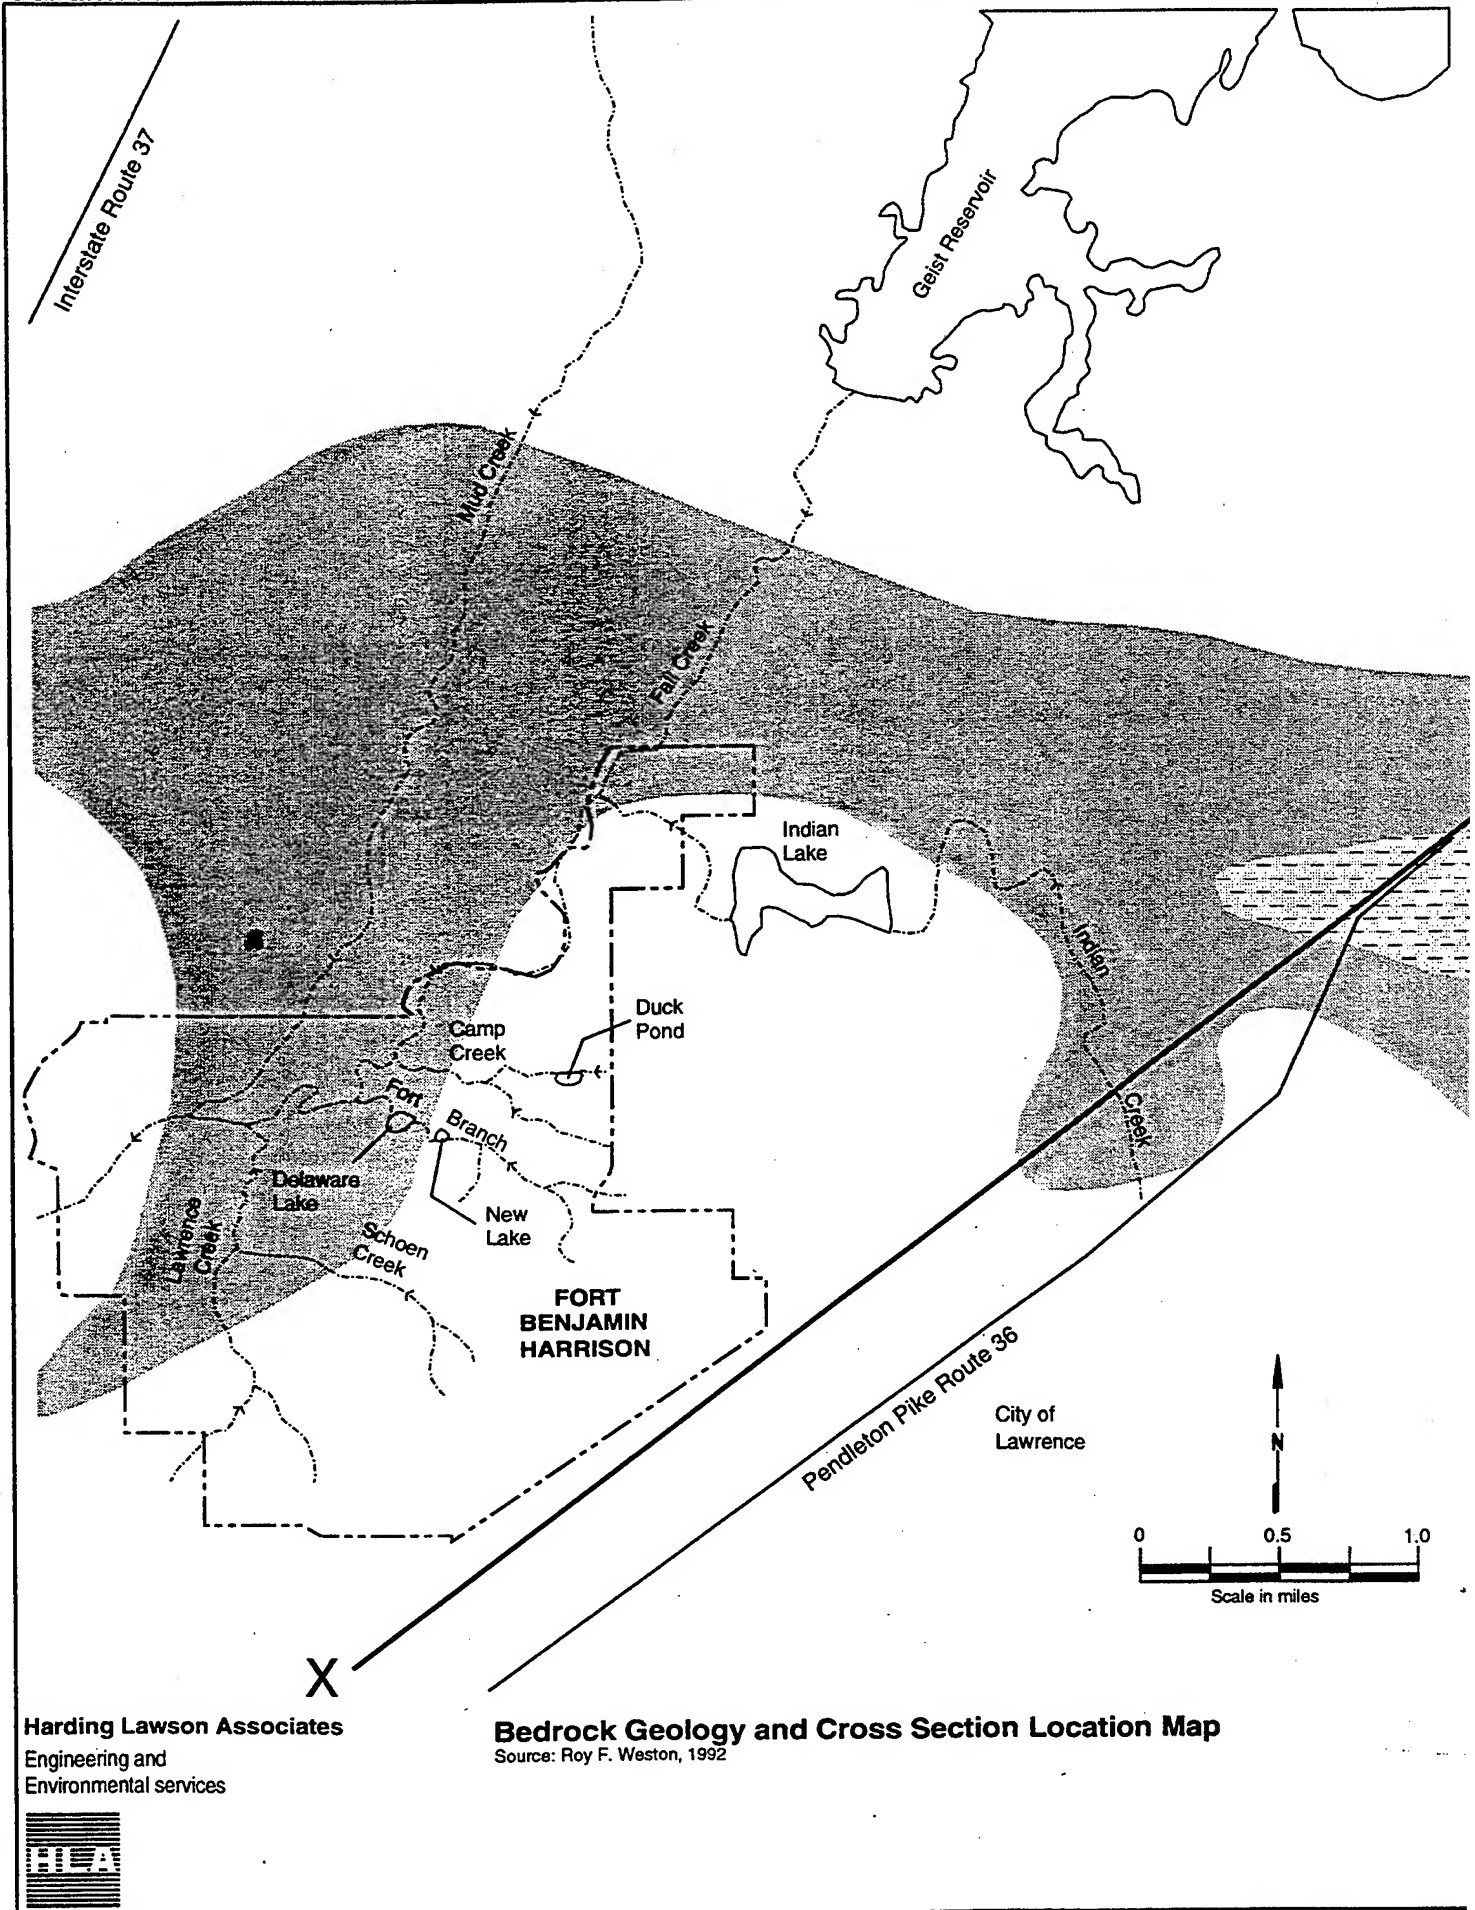 Interstate Route 37
Geist Reservoir
Mud Creek
Fall Creek
Indian
Lake
Indian
Creek
Duck
Pond
Camp
Creek
Fort
Branch
Delaware
Lake
New
Lake
Lawrence
Creek
Schoen
Creek
FORT
BENJAMIN
HARRISON
Pendleton Pike Route 36
City of
Lawrence
N
0 0.5 1.0
Scale in miles
X
Harding Lawson Associates
Engineering and
Environmental services
HLA
Bedrock Geology and Cross Section Location Map
Source: Roy F. Weston, 1992